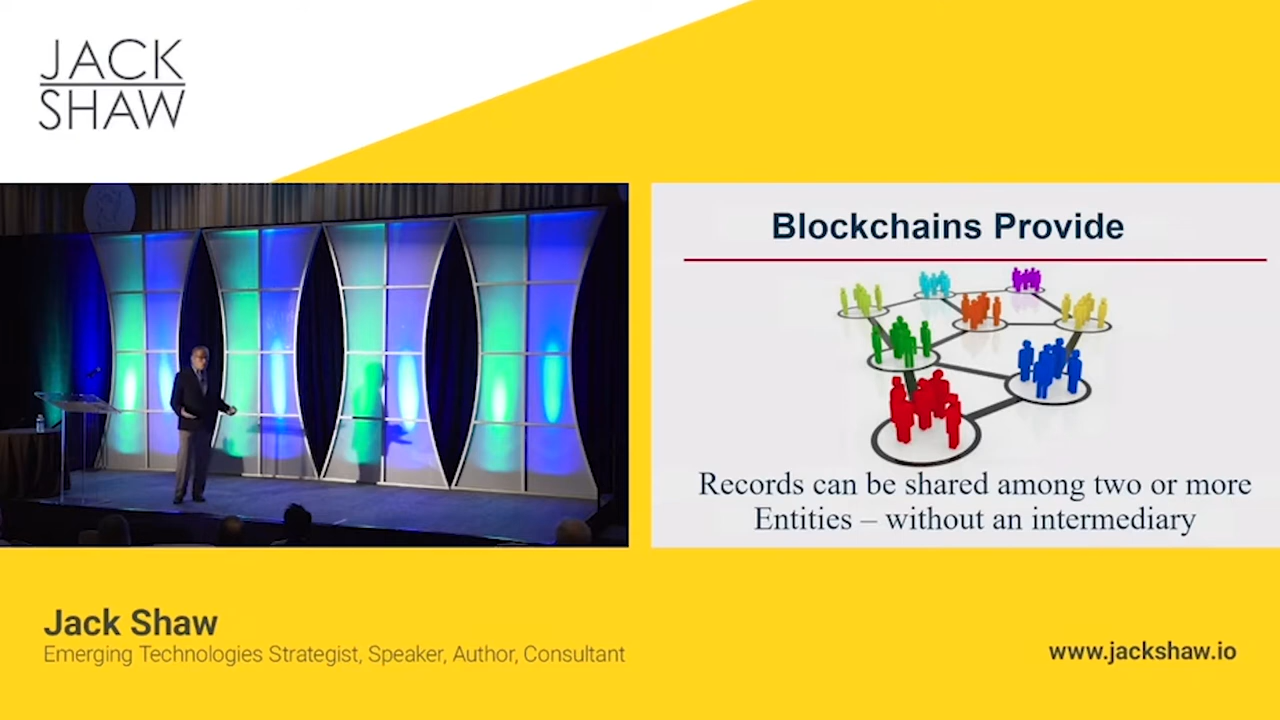 JACK
SHAW
Blockchains Provide
Records can be shared among two or more
Entities – without an intermediary
Jack Shaw
Emerging Technologies Strategist, Speaker, Author, Consultant
www.jackshaw.io